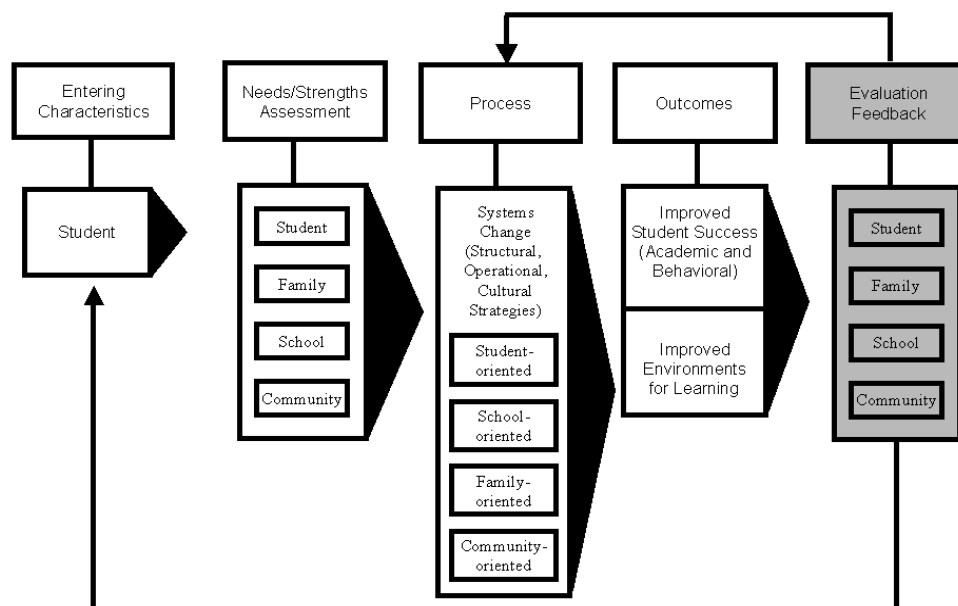 Entering
Characteristics
Student
Needs/Strengths
Assessment
Student
Family
School
Community
Process
Systems
Change
(Structural,
Operational,
Cultural
Strategies)
Student-
oriented
School-
oriented
Family-
oriented
Community-
oriented
Outcomes
Improved
Student Success
(Academic and
Behavioral)
Improved
Environments
for Learning
Evaluation
Feedback
Student
Family
School
Community